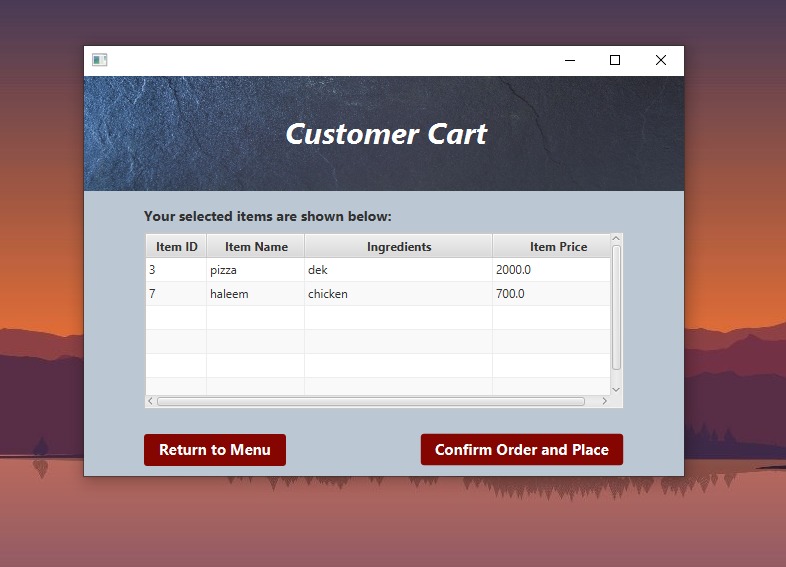 Customer Cart
Your selected items are shown below:
Item ID Item Name Ingredients Item Price
3 pizza dek 2000.0
7 haleem chicken 700.0
Return to Menu Confirm Order and Place